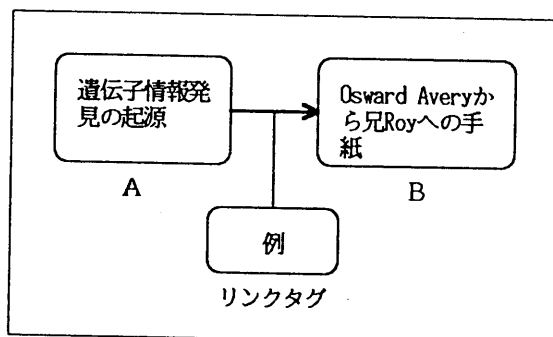 遺伝子情報発
見の起源
Osward Averyか
ら兄Royへの手
紙
A
B
例
リンクタグ